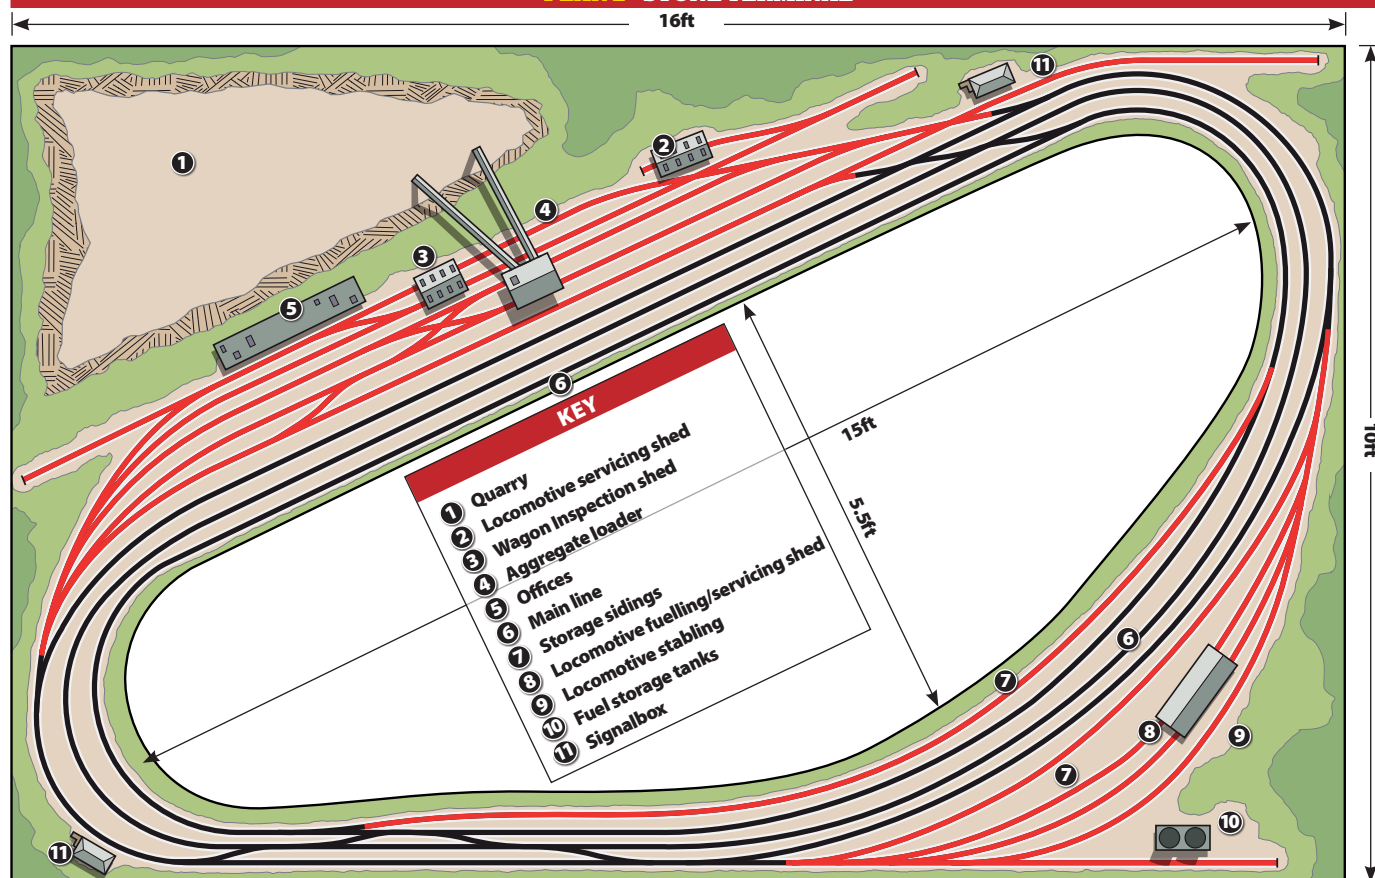 16ft
10ft
11
1
2
4
3
5
6
KEY
1 Quarry
2 Locomotive servicing shed
3 Wagon Inspection shed
4 Aggregate loader
5 Offices
6 Main line
7 Storage sidings
8 Locomotive fuelling/servicing shed
9 Locomotive stabling
10 Fuel storage tanks
11 Signalbox
15ft
5.5ft
6
7
8
9
7
10
11